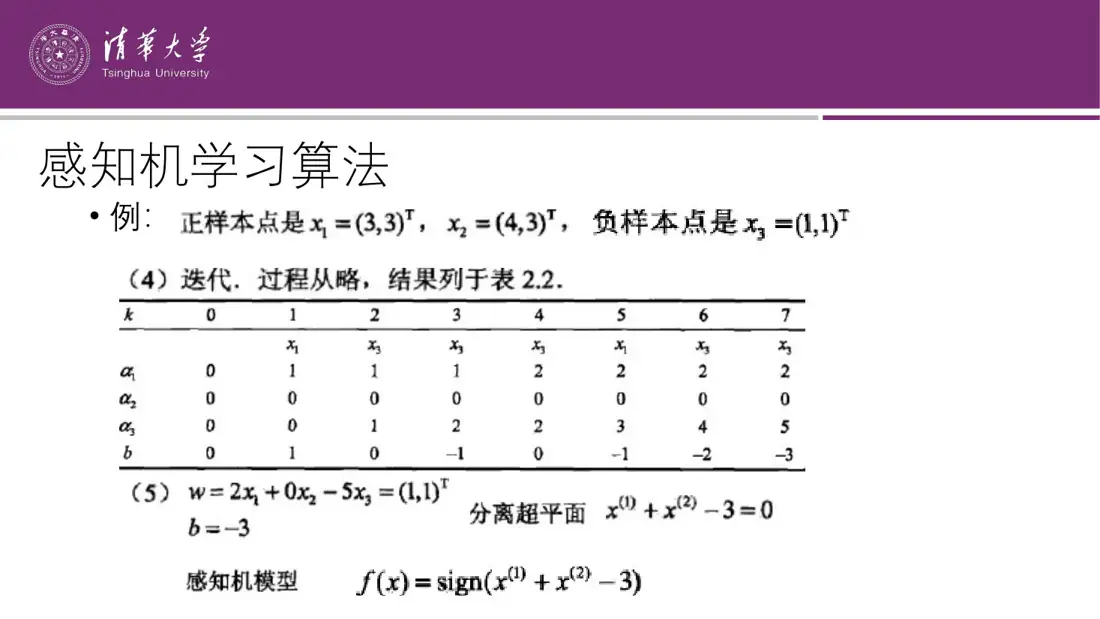 清华大学
Tsinghua University
感知机学习算法
• 例： 正样本点是 x₁ = (3,3)ᵀ， x₂ = (4,3)ᵀ， 负样本点是 x₃ = (1,1)ᵀ
（4）迭代．过程从略，结果列于表 2.2．
k 0 1 2 3 4 5 6 7
x₁ x₃ x₃ x₃ x₁ x₃ x₃
α₁ 0 1 1 1 2 2 2 2
α₂ 0 0 0 0 0 0 0 0
α₃ 0 0 1 2 2 3 4 5
b 0 1 0 −1 0 −1 −2 −3
（5） w = 2x₁ + 0x₂ − 5x₃ = (1,1)ᵀ
b = −3
分离超平面 x⁽¹⁾ + x⁽²⁾ − 3 = 0
感知机模型 f(x) = sign(x⁽¹⁾ + x⁽²⁾ − 3)